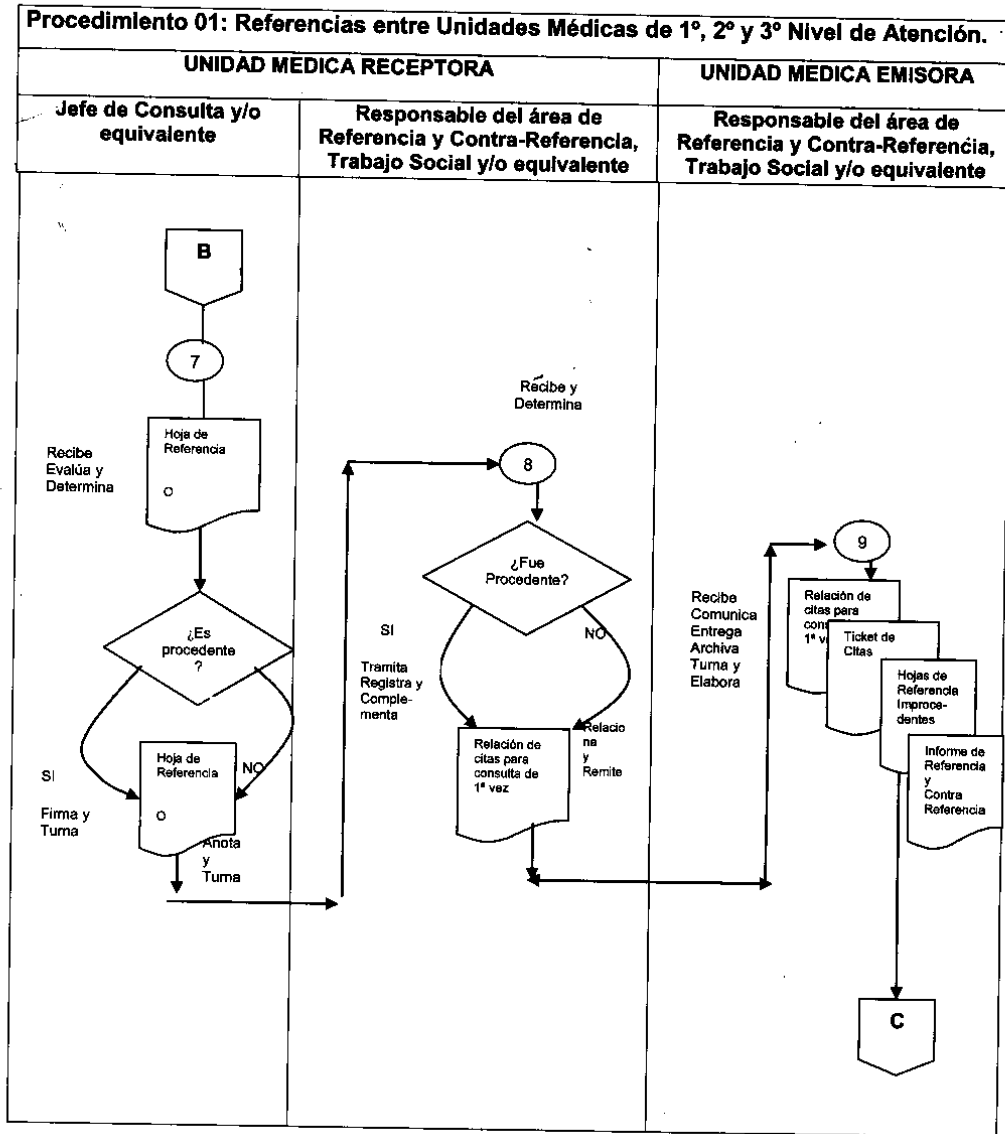 Procedimiento 01: Referencias entre Unidades Médicas de 1º, 2º y 3º Nivel de Atención.
UNIDAD MEDICA RECEPTORA
UNIDAD MEDICA EMISORA
Jefe de Consulta y/o
equivalente
Responsable del área de
Referencia y Contra-Referencia,
Trabajo Social y/o equivalente
Responsable del área de
Referencia y Contra-Referencia,
Trabajo Social y/o equivalente
B
7
Recibe
Evalúa y
Determina
Hoja de
Referencia
O
¿Es
procedente
?
SI
Firma y
Turna
Hoja de
Referencia
O
NO
Anota
y
Turna
Recibe y
Determina
8
¿Fue
Procedente?
SI
Tramita
Registra y
Comple-
menta
NO
Relacio
na
y
Remite
Relación de
citas para
consulta de
1ª vez
9
Recibe
Comunica
Entrega
Archiva
Turna y
Elabora
Relación de
citas para
1ª
Ticket de
Citas
Hojas de
Referencia
Improce-
dentes
Informe de
Referencia
y
Contra
Referencia
C